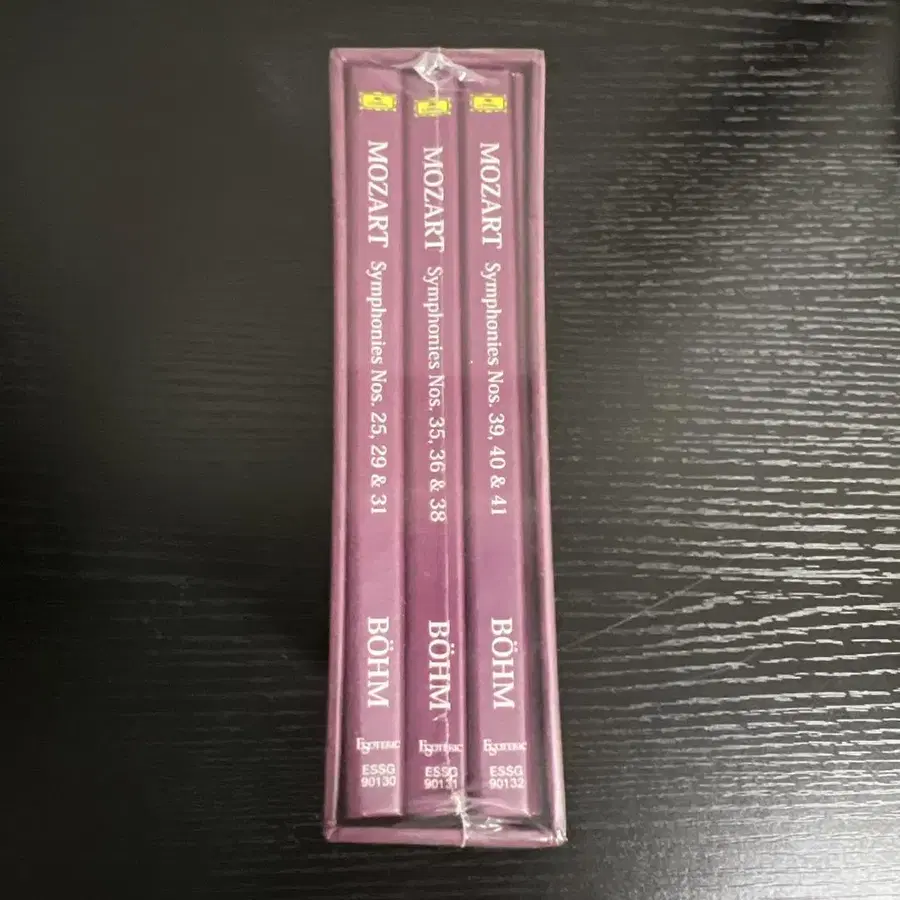 MOZART Symphonies Nos. 25, 29 & 31 BÖHM
ESOTERIC
ESSG
90130
MOZART Symphonies Nos. 35, 36 & 38 BÖHM
ESOTERIC
ESSG
90131
MOZART Symphonies Nos. 39, 40 & 41 BÖHM
ESOTERIC
ESSG
90132